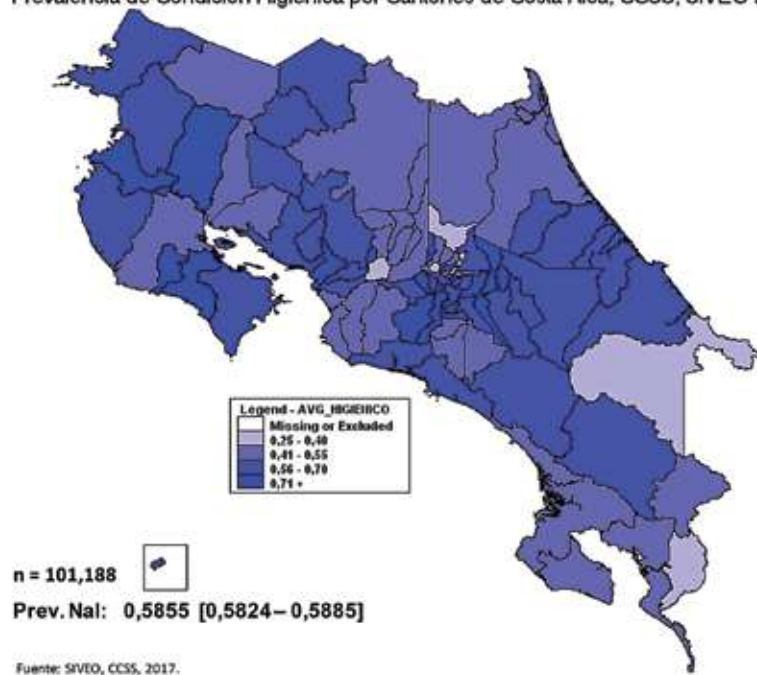 Prevalencia de Condición Higiénica por Cantones de Costa Rica, CCSS, SIVEO
Legend - AVG_HIGIENICO
Missing or Excluded
0,25 - 0,40
0,41 - 0,55
0,56 - 0,70
0,71 +
n = 101,188
Prev. Nal: 0,5855 [0,5824 – 0,5885]
Fuente: SIVEO, CCSS, 2017.